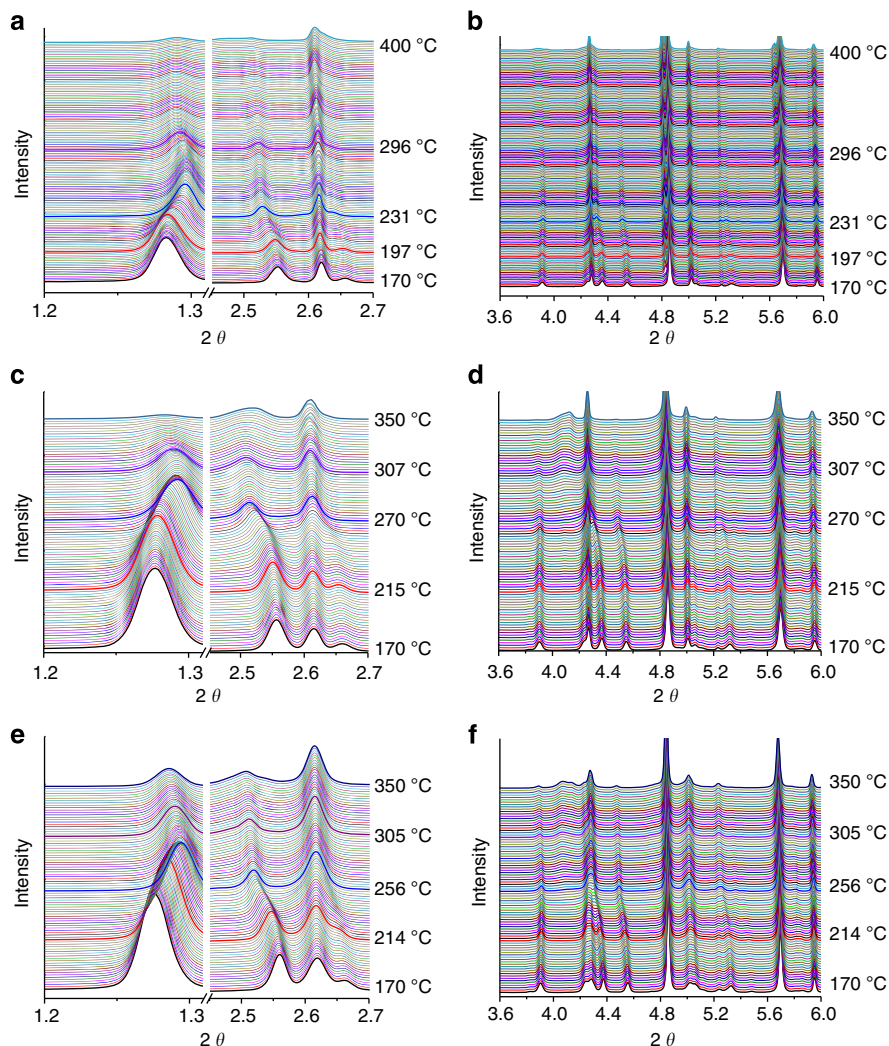 a
400 °C
296 °C
231 °C
197 °C
170 °C
Intensity
1.2 1.3 2.5 2.6 2.7
2 θ
b
400 °C
296 °C
231 °C
197 °C
170 °C
Intensity
3.6 4.0 4.4 4.8 5.2 5.6 6.0
2 θ
c
350 °C
307 °C
270 °C
215 °C
170 °C
Intensity
1.2 1.3 2.5 2.6 2.7
2 θ
d
350 °C
307 °C
270 °C
215 °C
170 °C
Intensity
3.6 4.0 4.4 4.8 5.2 5.6 6.0
2 θ
e
350 °C
305 °C
256 °C
214 °C
170 °C
Intensity
1.2 1.3 2.5 2.6 2.7
2 θ
f
350 °C
305 °C
256 °C
214 °C
170 °C
Intensity
3.6 4.0 4.4 4.8 5.2 5.6 6.0
2 θ